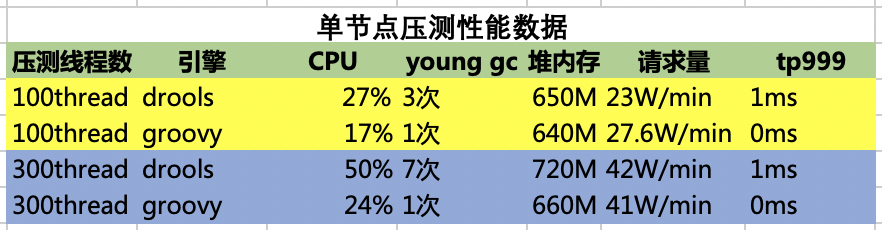 单节点压测性能数据
压测线程数 引擎 CPU young gc 堆内存 请求量 tp999
100thread drools 27% 3次 650M 23W/min 1ms
100thread groovy 17% 1次 640M 27.6W/min 0ms
300thread drools 50% 7次 720M 42W/min 1ms
300thread groovy 24% 1次 660M 41W/min 0ms